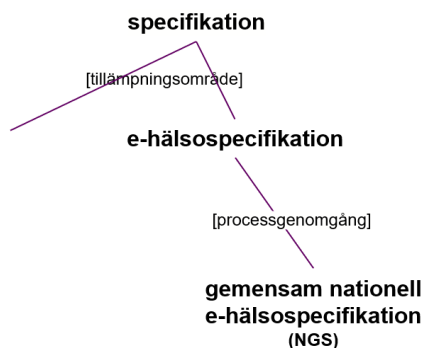 specifikation
[tillämpningsområde]
e-hälsospecifikation
[processgenomgång]
gemensam nationell
e-hälsospecifikation
(NGS)